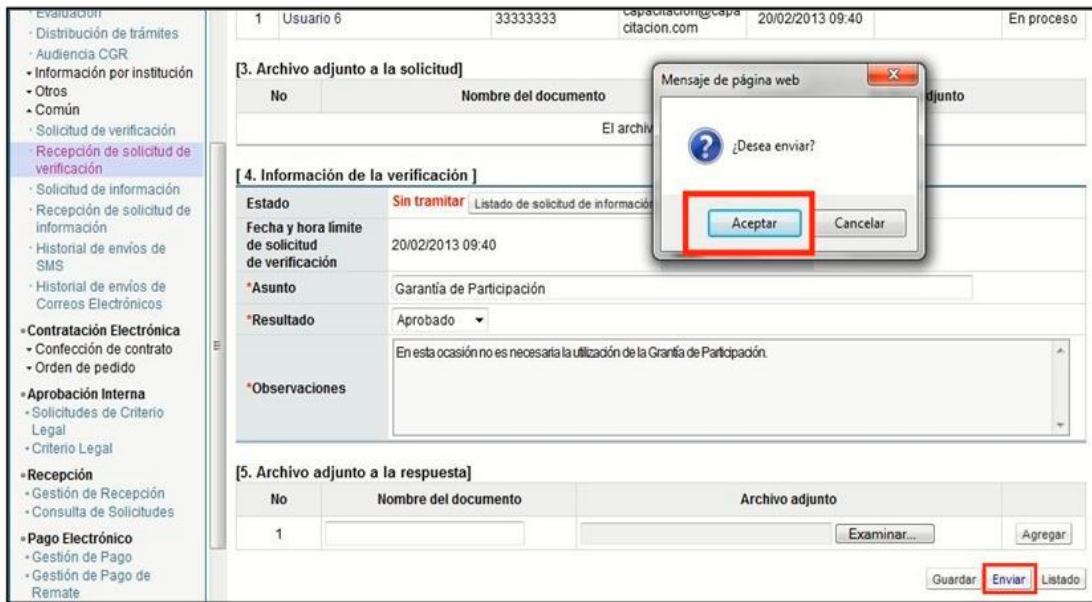 Evaluación
Distribución de trámites
Audiencia CGR
Información por institución
Otros
Común
Solicitud de verificación
Recepción de solicitud de
verificación
Solicitud de información
Recepción de solicitud de
información
Historial de envíos de
SMS
Historial de envíos de
Correos Electrónicos
Contratación Electrónica
Confección de contrato
Orden de pedido
Aprobación Interna
Solicitudes de Criterio
Legal
Criterio Legal
Recepción
Gestión de Recepción
Consulta de Solicitudes
Pago Electrónico
Gestión de Pago
Gestión de Pago de
Remate
1 Usuario 6 33333333 capacitacion@capa
citacion.com 20/02/2013 09:40 En proceso
[3. Archivo adjunto a la solicitud]
No Nombre del documento djunto
El archiv
Mensaje de página web
¿Desea enviar?
Aceptar Cancelar
[ 4. Información de la verificación ]
Estado Sin tramitar Listado de solicitud de información
Fecha y hora límite
de solicitud
de verificación
20/02/2013 09:40
*Asunto Garantía de Participación
*Resultado Aprobado
*Observaciones
En esta ocasión no es necesaria la utilización de la Grantía de Participación.
[5. Archivo adjunto a la respuesta]
No Nombre del documento Archivo adjunto
1 Examinar... Agregar
Guardar Enviar Listado